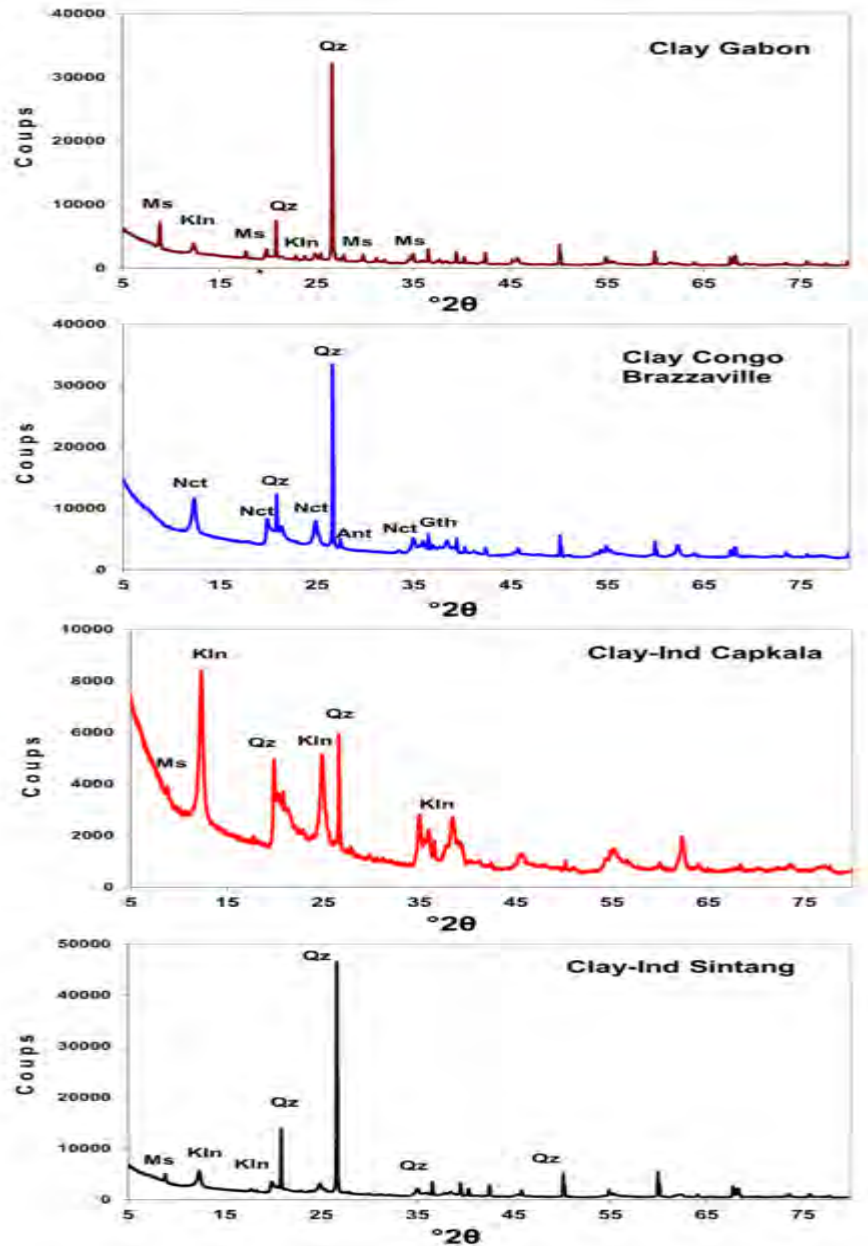 40000
Qz
Clay Gabon
30000
Coups
20000
10000
Ms
Kln
Qz
Ms
Kln
Ms
Ms
0
5 15 25 35 45 55 65 75
°2θ
40000
Qz
Clay Congo
Brazzaville
30000
Coups
20000
Nct
Qz
10000
Nct
Nct
Ant
Nct
Gth
0
5 15 25 35 45 55 65 75
°2θ
10000
Kln
Clay-Ind Capkala
8000
Qz
6000
Coups
Ms
Qz
Kln
4000
Kln
2000
0
5 15 25 35 45 55 65 75
°2θ
50000
Qz
Clay-Ind Sintang
40000
30000
Coups
20000
Qz
10000
Ms
Kln
Kln
Qz
Qz
0
5 15 25 35 45 55 65 75
°2θ